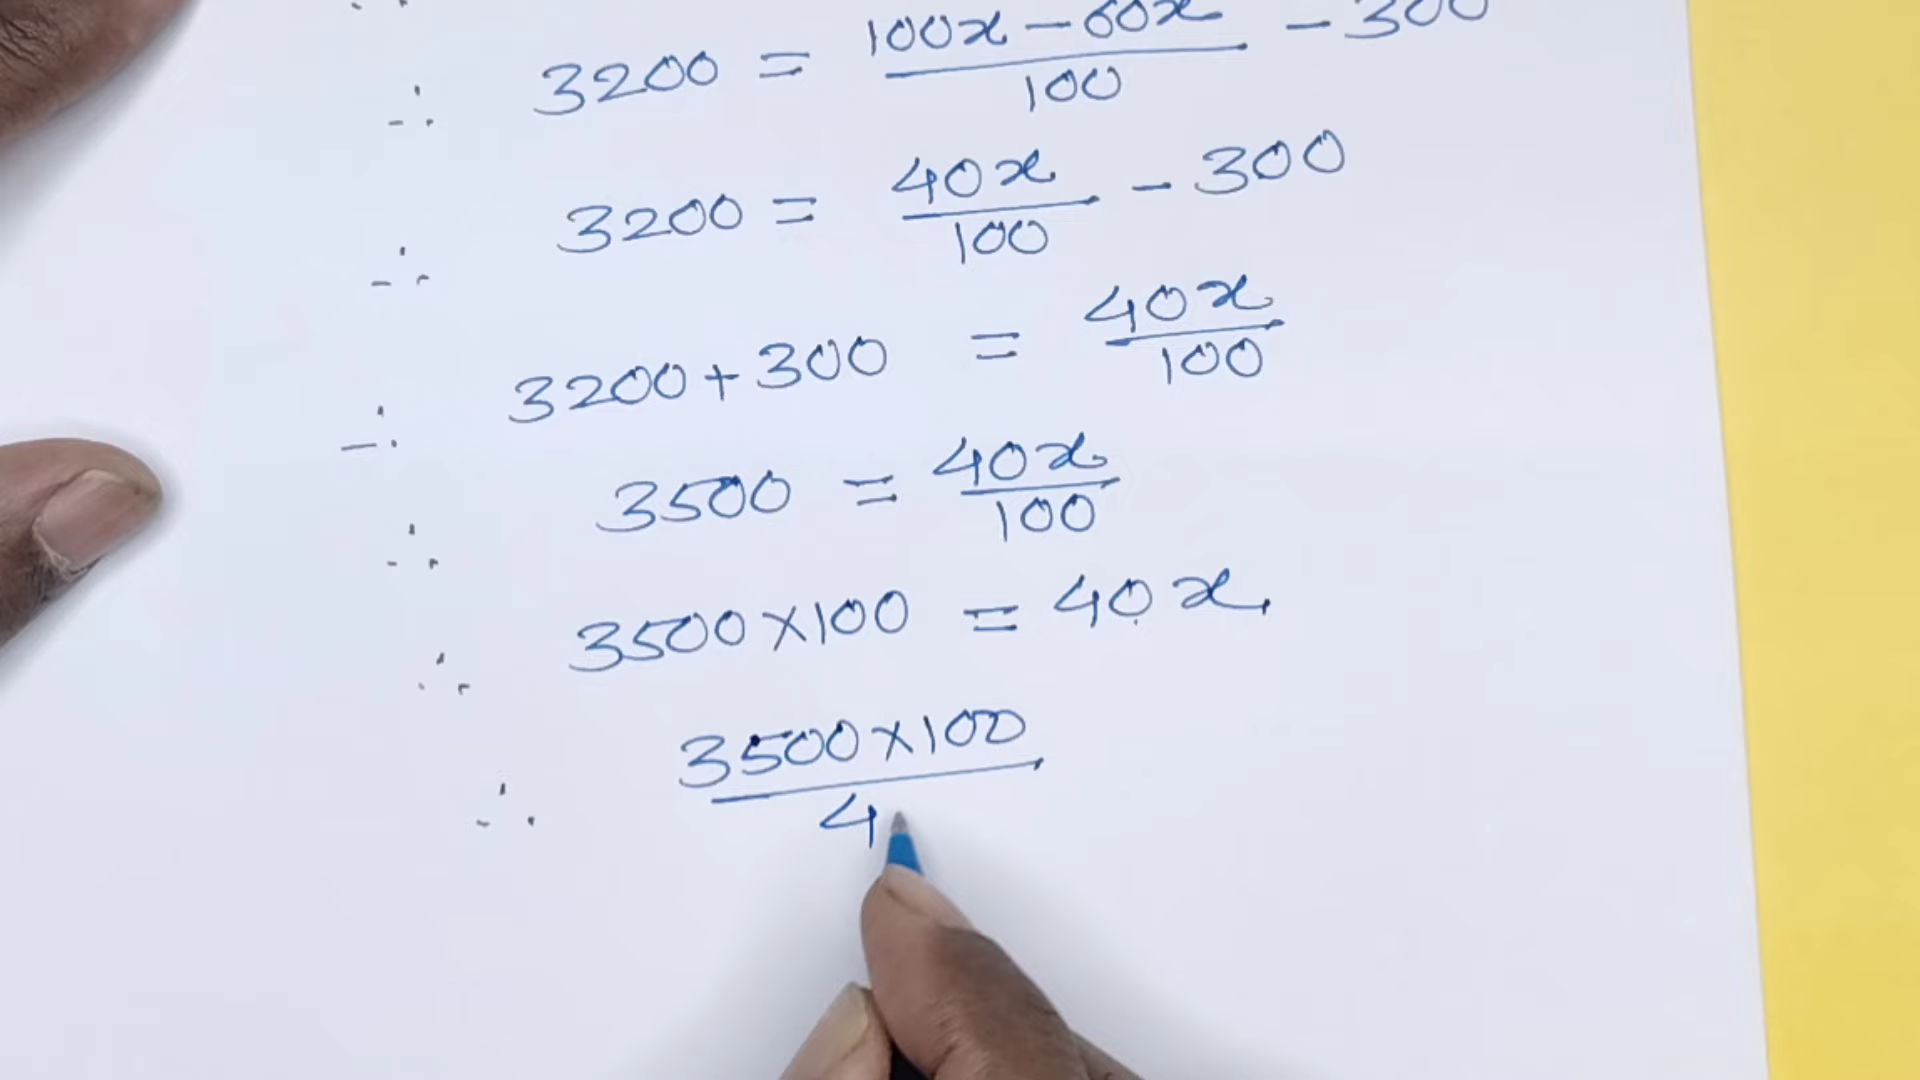 ∴ 3200 = (100x - 60x)/100 - 300
∴ 3200 = 40x/100 - 300
∴ 3200 + 300 = 40x/100
∴ 3500 = 40x/100
∴ 3500 × 100 = 40x
∴ (3500 × 100)/4